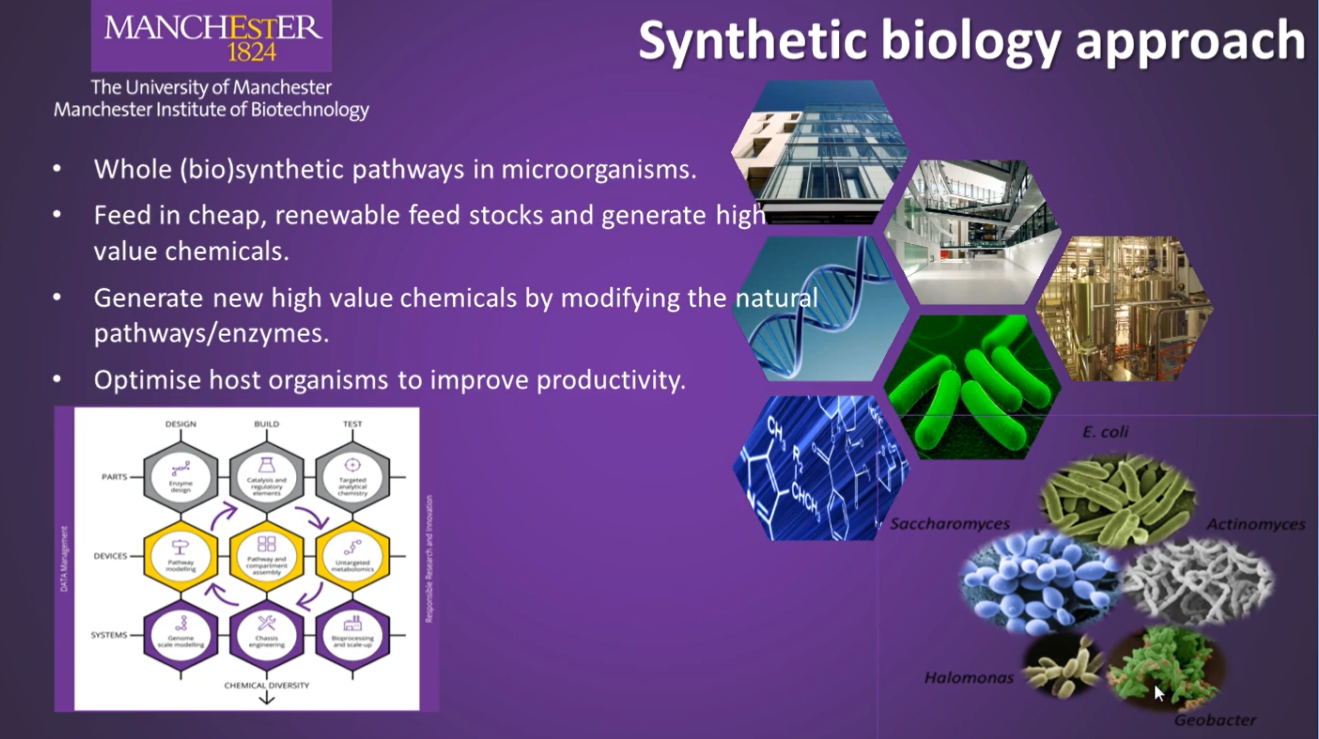 MANCHESTER
1824
The University of Manchester
Manchester Institute of Biotechnology
Synthetic biology approach
• Whole (bio)synthetic pathways in microorganisms.
• Feed in cheap, renewable feed stocks and generate high
value chemicals.
• Generate new high value chemicals by modifying the natural
pathways/enzymes.
• Optimise host organisms to improve productivity.
DESIGN BUILD TEST
PARTS
Enzyme
design
Catalysis and
regulatory
elements
Targeted
analytical
chemistry
DEVICES
Pathway
modelling
Pathway and
compartment
assembly
Untargeted
metabolomics
SYSTEMS
Genome
scale modelling
Chassis
engineering
Bioprocessing
and scale-up
CHEMICAL DIVERSITY
DATA Management
Responsible Research and Innovation
CH3
R2
CHCH3
E. coli
Saccharomyces
Actinomyces
Halomonas
Geobacter